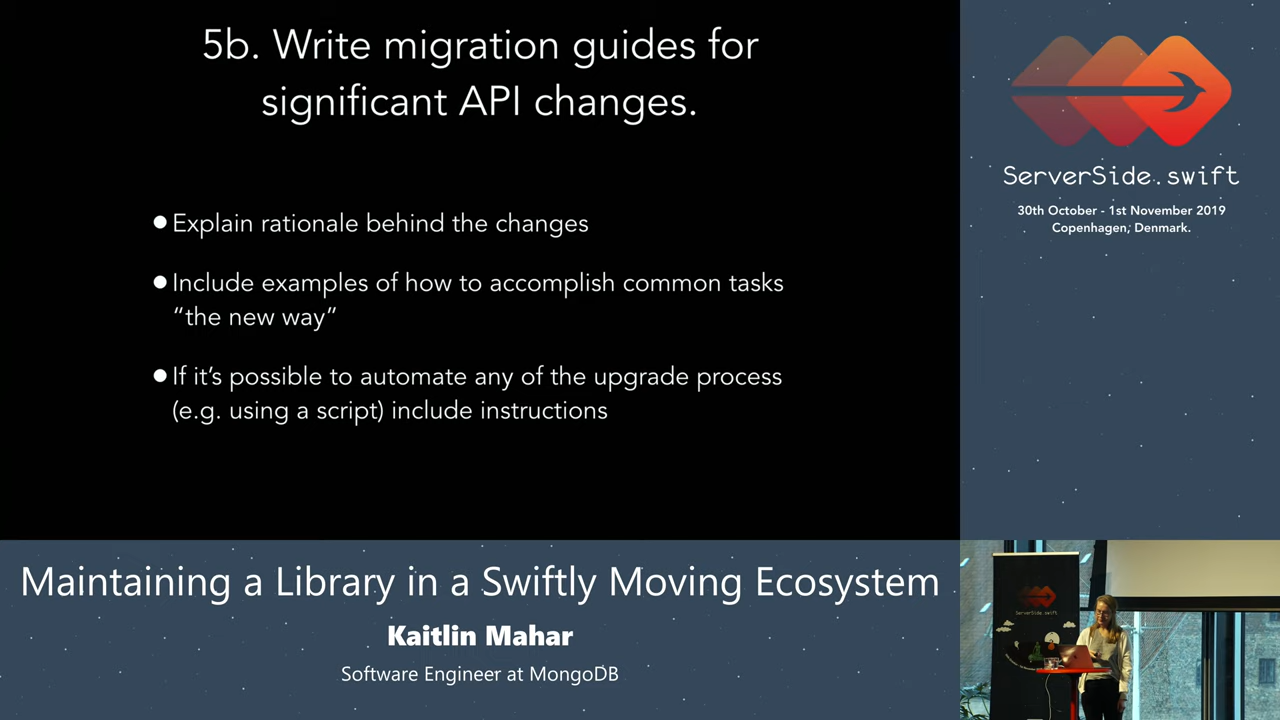 5b. Write migration guides for
significant API changes.
●Explain rationale behind the changes
●Include examples of how to accomplish common tasks
“the new way”
●If it’s possible to automate any of the upgrade process
(e.g. using a script) include instructions
ServerSide.swift
30th October - 1st November 2019
Copenhagen, Denmark.
Maintaining a Library in a Swiftly Moving Ecosystem
Kaitlin Mahar
Software Engineer at MongoDB
ServerSide.swift